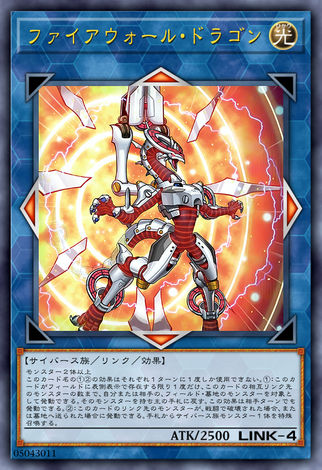 ファイアウォール・ドラゴン
光
【サイバース族／リンク／効果】
モンスター２体以上
このカード名の①②の効果はそれぞれ１ターンに１度しか使用できない。①：このカードがフィールドに表側表示で存在する限り１度だけ、このカードの相互リンク先のモンスターの数まで、自分または相手の、フィールド・墓地のモンスターを対象として発動できる。そのモンスターを持ち主の手札に戻す。この効果は相手ターンでも発動できる。②：このカードのリンク先のモンスターが、戦闘で破壊された場合、または墓地へ送られた場合に発動できる。手札からサイバース族モンスター１体を特殊召喚する。
ATK/2500 LINK-4
05043011